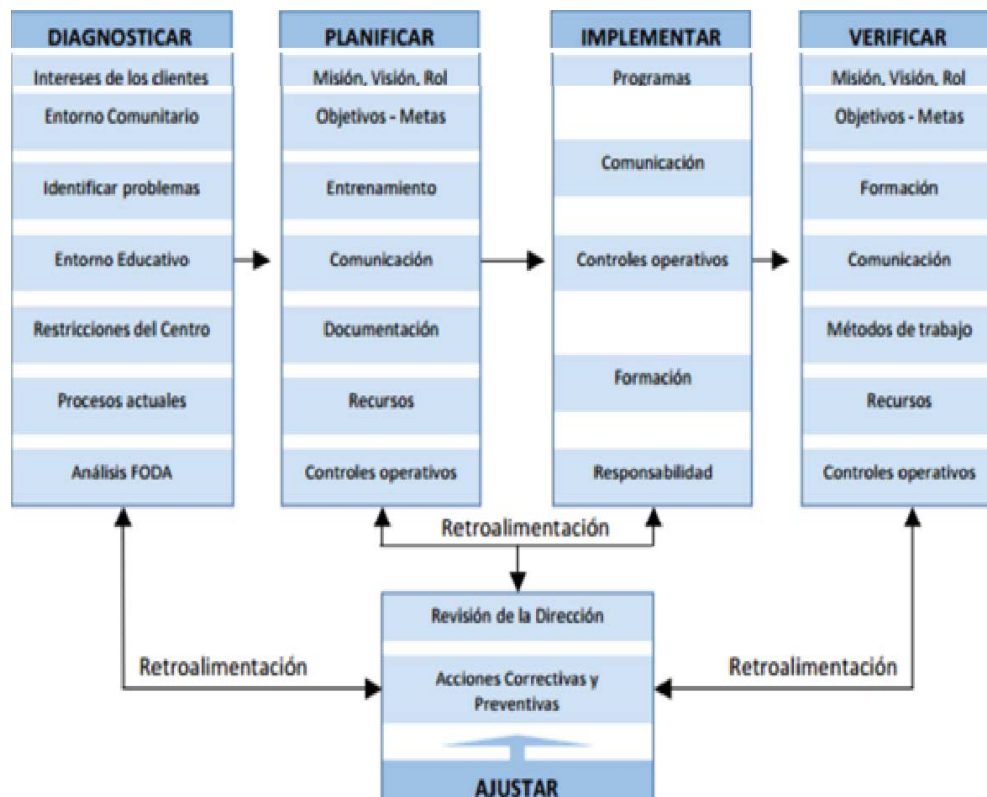 DIAGNOSTICAR
Intereses de los clientes
Entorno Comunitario
Identificar problemas
Entorno Educativo
Restricciones del Centro
Procesos actuales
Análisis FODA
PLANIFICAR
Misión, Visión, Rol
Objetivos - Metas
Entrenamiento
Comunicación
Documentación
Recursos
Controles operativos
IMPLEMENTAR
Programas
Comunicación
Controles operativos
Formación
Responsabilidad
VERIFICAR
Misión, Visión, Rol
Objetivos - Metas
Formación
Comunicación
Métodos de trabajo
Recursos
Controles operativos
Retroalimentación
Retroalimentación
Retroalimentación
Revisión de la Dirección
Acciones Correctivas y
Preventivas
AJUSTAR